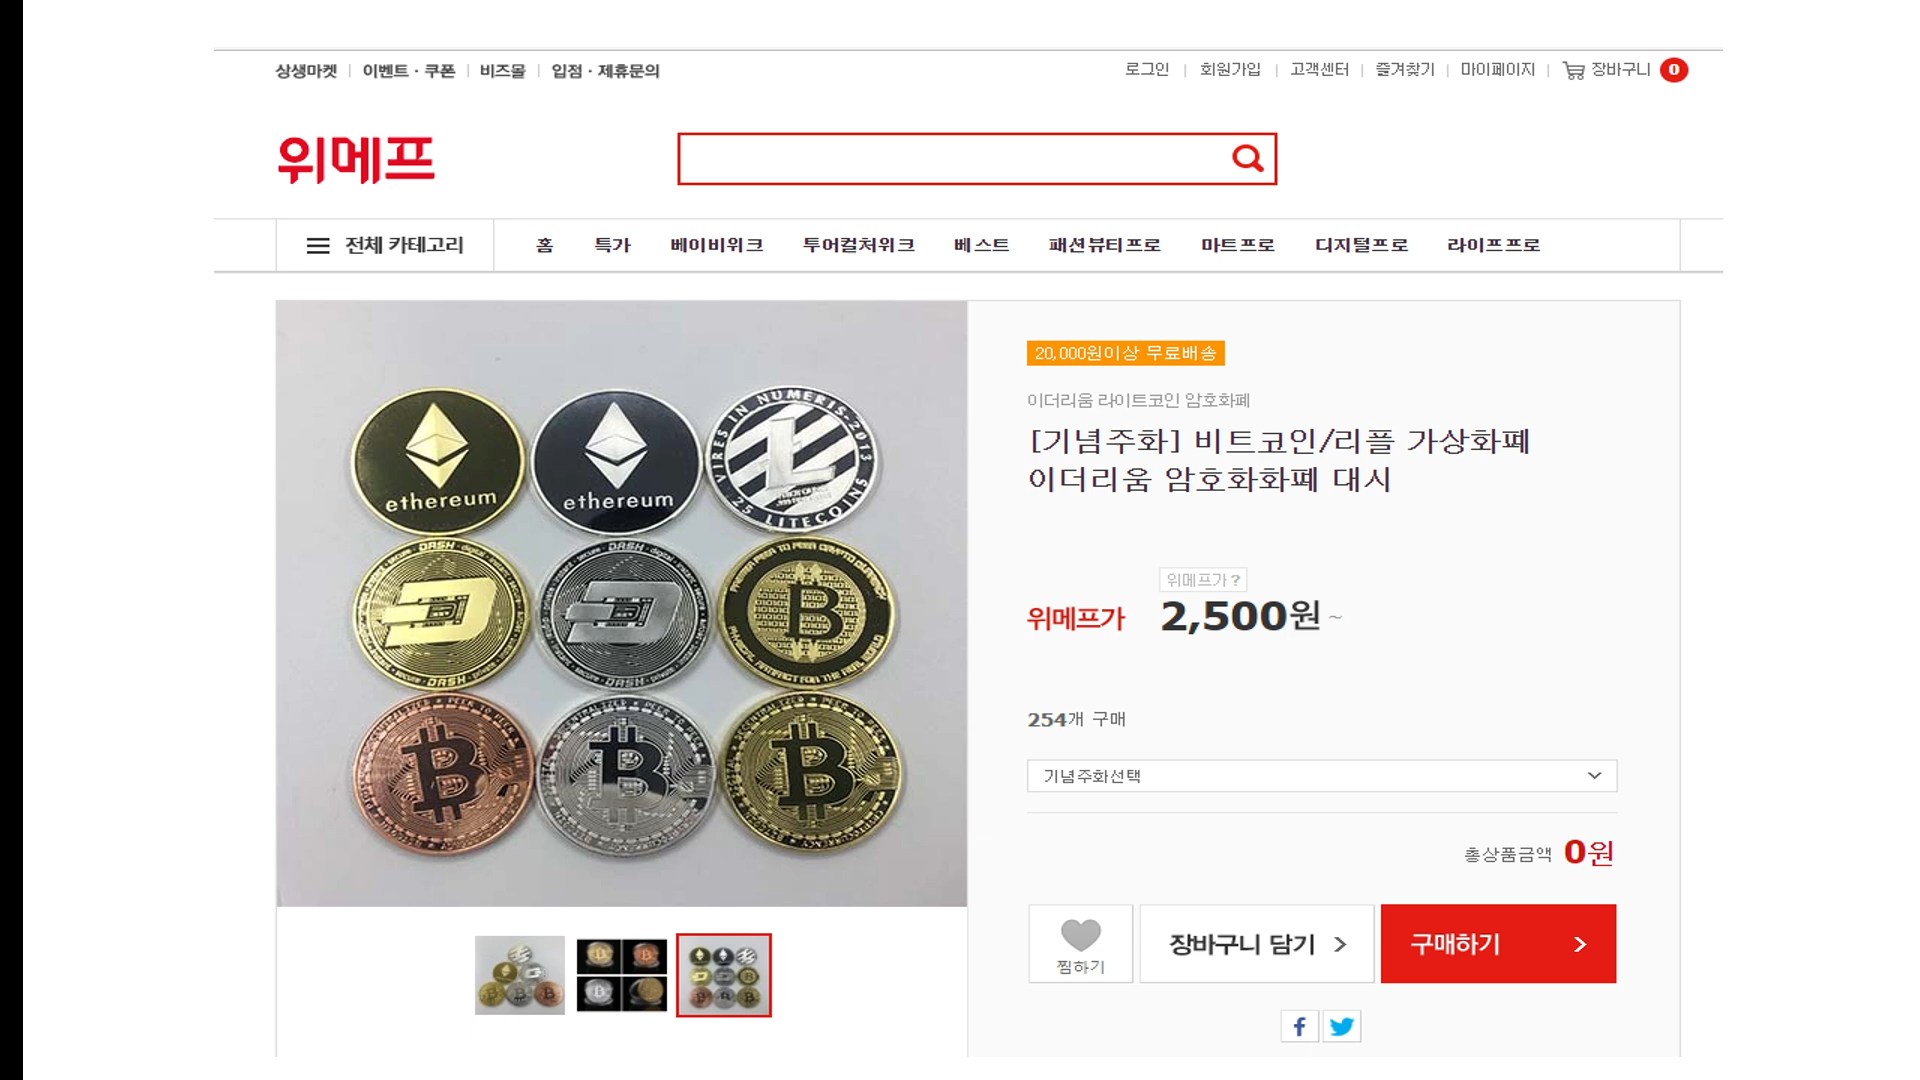 상생마켓 이벤트 · 쿠폰 비즈몰 입점 · 제휴문의
로그인 회원가입 고객센터 즐겨찾기 마이페이지 장바구니 0
위메프
전체 카테고리 홈 특가 베이비위크 투어컬처위크 베스트 패션뷰티프로 마트프로 디지털프로 라이프프로
20,000원이상 무료배송
이더리움 라이트코인 암호화폐
[기념주화] 비트코인/리플 가상화폐
이더리움 암호화화폐 대시
위메프가 ?
위메프가 2,500원 ~
254개 구매
기념주화선택
총상품금액 0원
찜하기
장바구니 담기 >
구매하기 >
ethereum
ethereum
VIRES IN NUMERIS-2013
25 LITECOINS
DASH
DASH